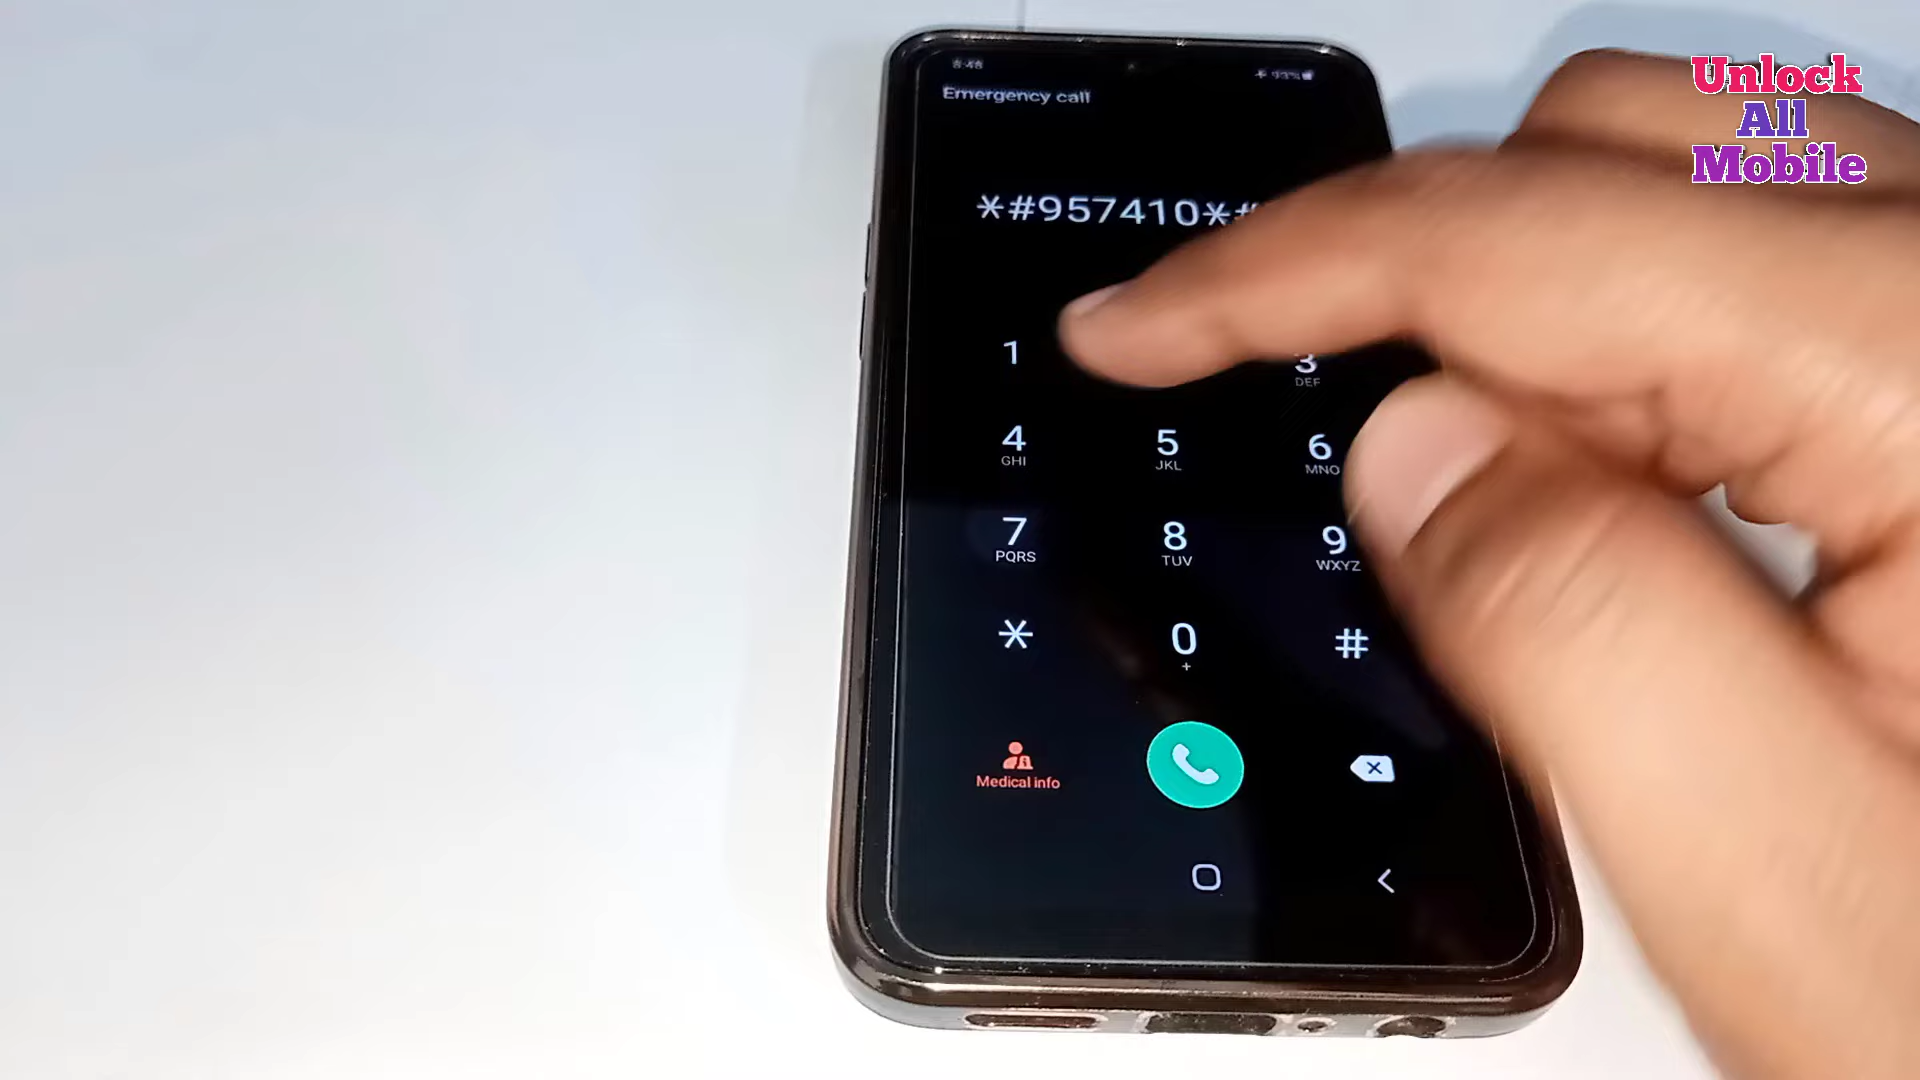 Unlock
All
Mobile
Emergency call
*#957410*
1
3
DEF
4
5
6
GHI
JKL
MNO
7
8
9
PQRS
TUV
WXYZ
*
0
#
+
Medical info